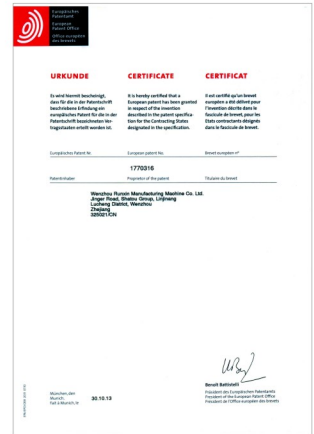 Europäisches
Patentamt
European
Patent Office
Office européen
des brevets
URKUNDE
Es wird hiermit bescheinigt,
dass für die in der Patentschrift
beschriebene Erfindung ein
europäisches Patent für die in der
Patentschrift bezeichneten Ver-
tragsstaaten erteilt worden ist.
CERTIFICATE
It is hereby certified that a
European patent has been granted
in respect of the invention
described in the patent specifica-
tion for the Contracting States
designated in the specification.
CERTIFICAT
Il est certifié qu'un brevet
européen a été délivré pour
l'invention décrite dans le
fascicule de brevet, pour les
Etats contractants désignés
dans le fascicule de brevet.
Europäisches Patent Nr.
European patent No.
Brevet européen n°
1770316
Patentinhaber
Proprietor of the patent
Titulaire du brevet
Wenzhou Runxin Manufacturing Machine Co. Ltd.
Jinger Road, Shatou Group, Linjiang
Lucheng District, Wenzhou
Zhejiang
325021/CN
Benoît Battistelli
Präsident des Europäischen Patentamts
President of the European Patent Office
Président de l'Office européen des brevets
München, den
Munich,
Fait à Munich, le
30.10.13